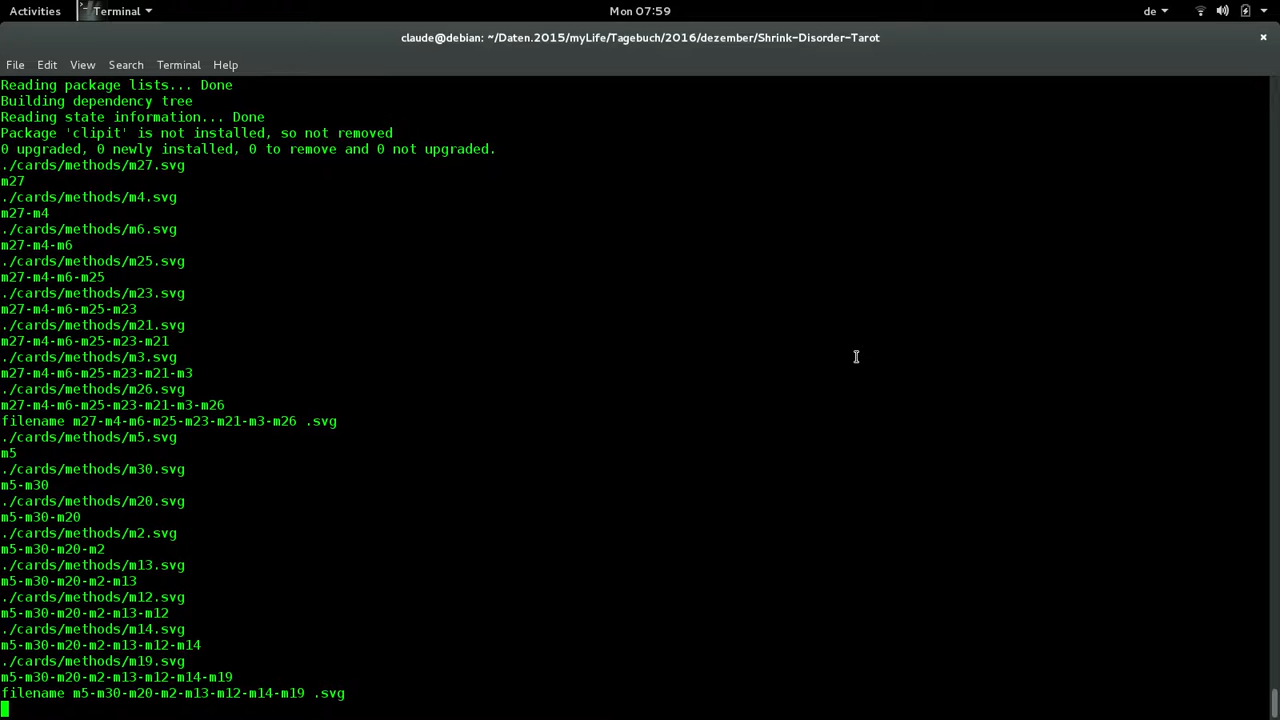 Activities Terminal Mon 07:59 de
claude@debian: ~/Daten.2015/myLife/Tagebuch/2016/dezember/Shrink-Disorder-Tarot
File Edit View Search Terminal Help
Reading package lists... Done
Building dependency tree
Reading state information... Done
Package 'clipit' is not installed, so not removed
0 upgraded, 0 newly installed, 0 to remove and 0 not upgraded.
./cards/methods/m27.svg
m27
./cards/methods/m4.svg
m27-m4
./cards/methods/m6.svg
m27-m4-m6
./cards/methods/m25.svg
m27-m4-m6-m25
./cards/methods/m23.svg
m27-m4-m6-m25-m23
./cards/methods/m21.svg
m27-m4-m6-m25-m23-m21
./cards/methods/m3.svg
m27-m4-m6-m25-m23-m21-m3
./cards/methods/m26.svg
m27-m4-m6-m25-m23-m21-m3-m26
filename m27-m4-m6-m25-m23-m21-m3-m26 .svg
./cards/methods/m5.svg
m5
./cards/methods/m30.svg
m5-m30
./cards/methods/m20.svg
m5-m30-m20
./cards/methods/m2.svg
m5-m30-m20-m2
./cards/methods/m13.svg
m5-m30-m20-m2-m13
./cards/methods/m12.svg
m5-m30-m20-m2-m13-m12
./cards/methods/m14.svg
m5-m30-m20-m2-m13-m12-m14
./cards/methods/m19.svg
m5-m30-m20-m2-m13-m12-m14-m19
filename m5-m30-m20-m2-m13-m12-m14-m19 .svg